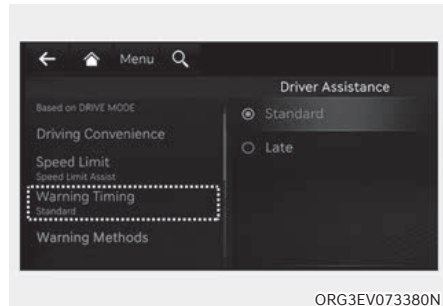 Menu
Driver Assistance
Based on DRIVE MODE
Driving Convenience
Speed Limit
Speed Limit Assist
Warning Timing
Standard
Warning Methods
Standard
Late
ORG3EV073380N